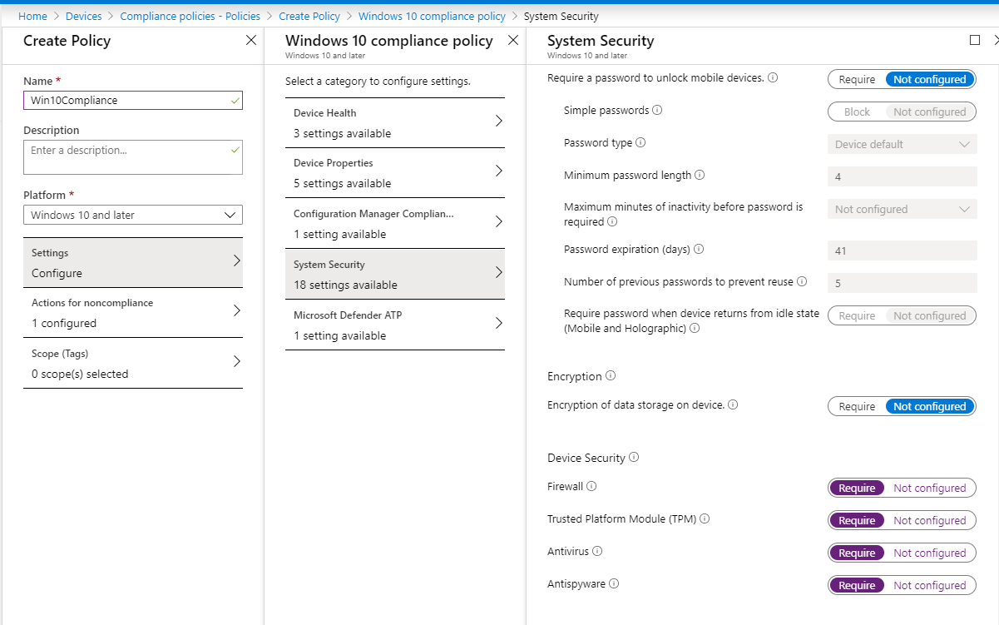 Home > Devices > Compliance policies - Policies > Create Policy > Windows 10 compliance policy > System Security
Create Policy
Name *
Win10Compliance
Description
Enter a description...
Platform *
Windows 10 and later
Settings
Configure
Actions for noncompliance
1 configured
Scope (Tags)
0 scope(s) selected
Windows 10 compliance policy
Windows 10 and later
Select a category to configure settings.
Device Health
3 settings available
Device Properties
5 settings available
Configuration Manager Complian...
1 setting available
System Security
18 settings available
Microsoft Defender ATP
1 setting available
System Security
Windows 10 and later
Require a password to unlock mobile devices. Require Not configured
Simple passwords Block Not configured
Password type Device default
Minimum password length 4
Maximum minutes of inactivity before password is
required Not configured
Password expiration (days) 41
Number of previous passwords to prevent reuse 5
Require password when device returns from idle state
(Mobile and Holographic) Require Not configured
Encryption
Encryption of data storage on device. Require Not configured
Device Security
Firewall Require Not configured
Trusted Platform Module (TPM) Require Not configured
Antivirus Require Not configured
Antispyware Require Not configured